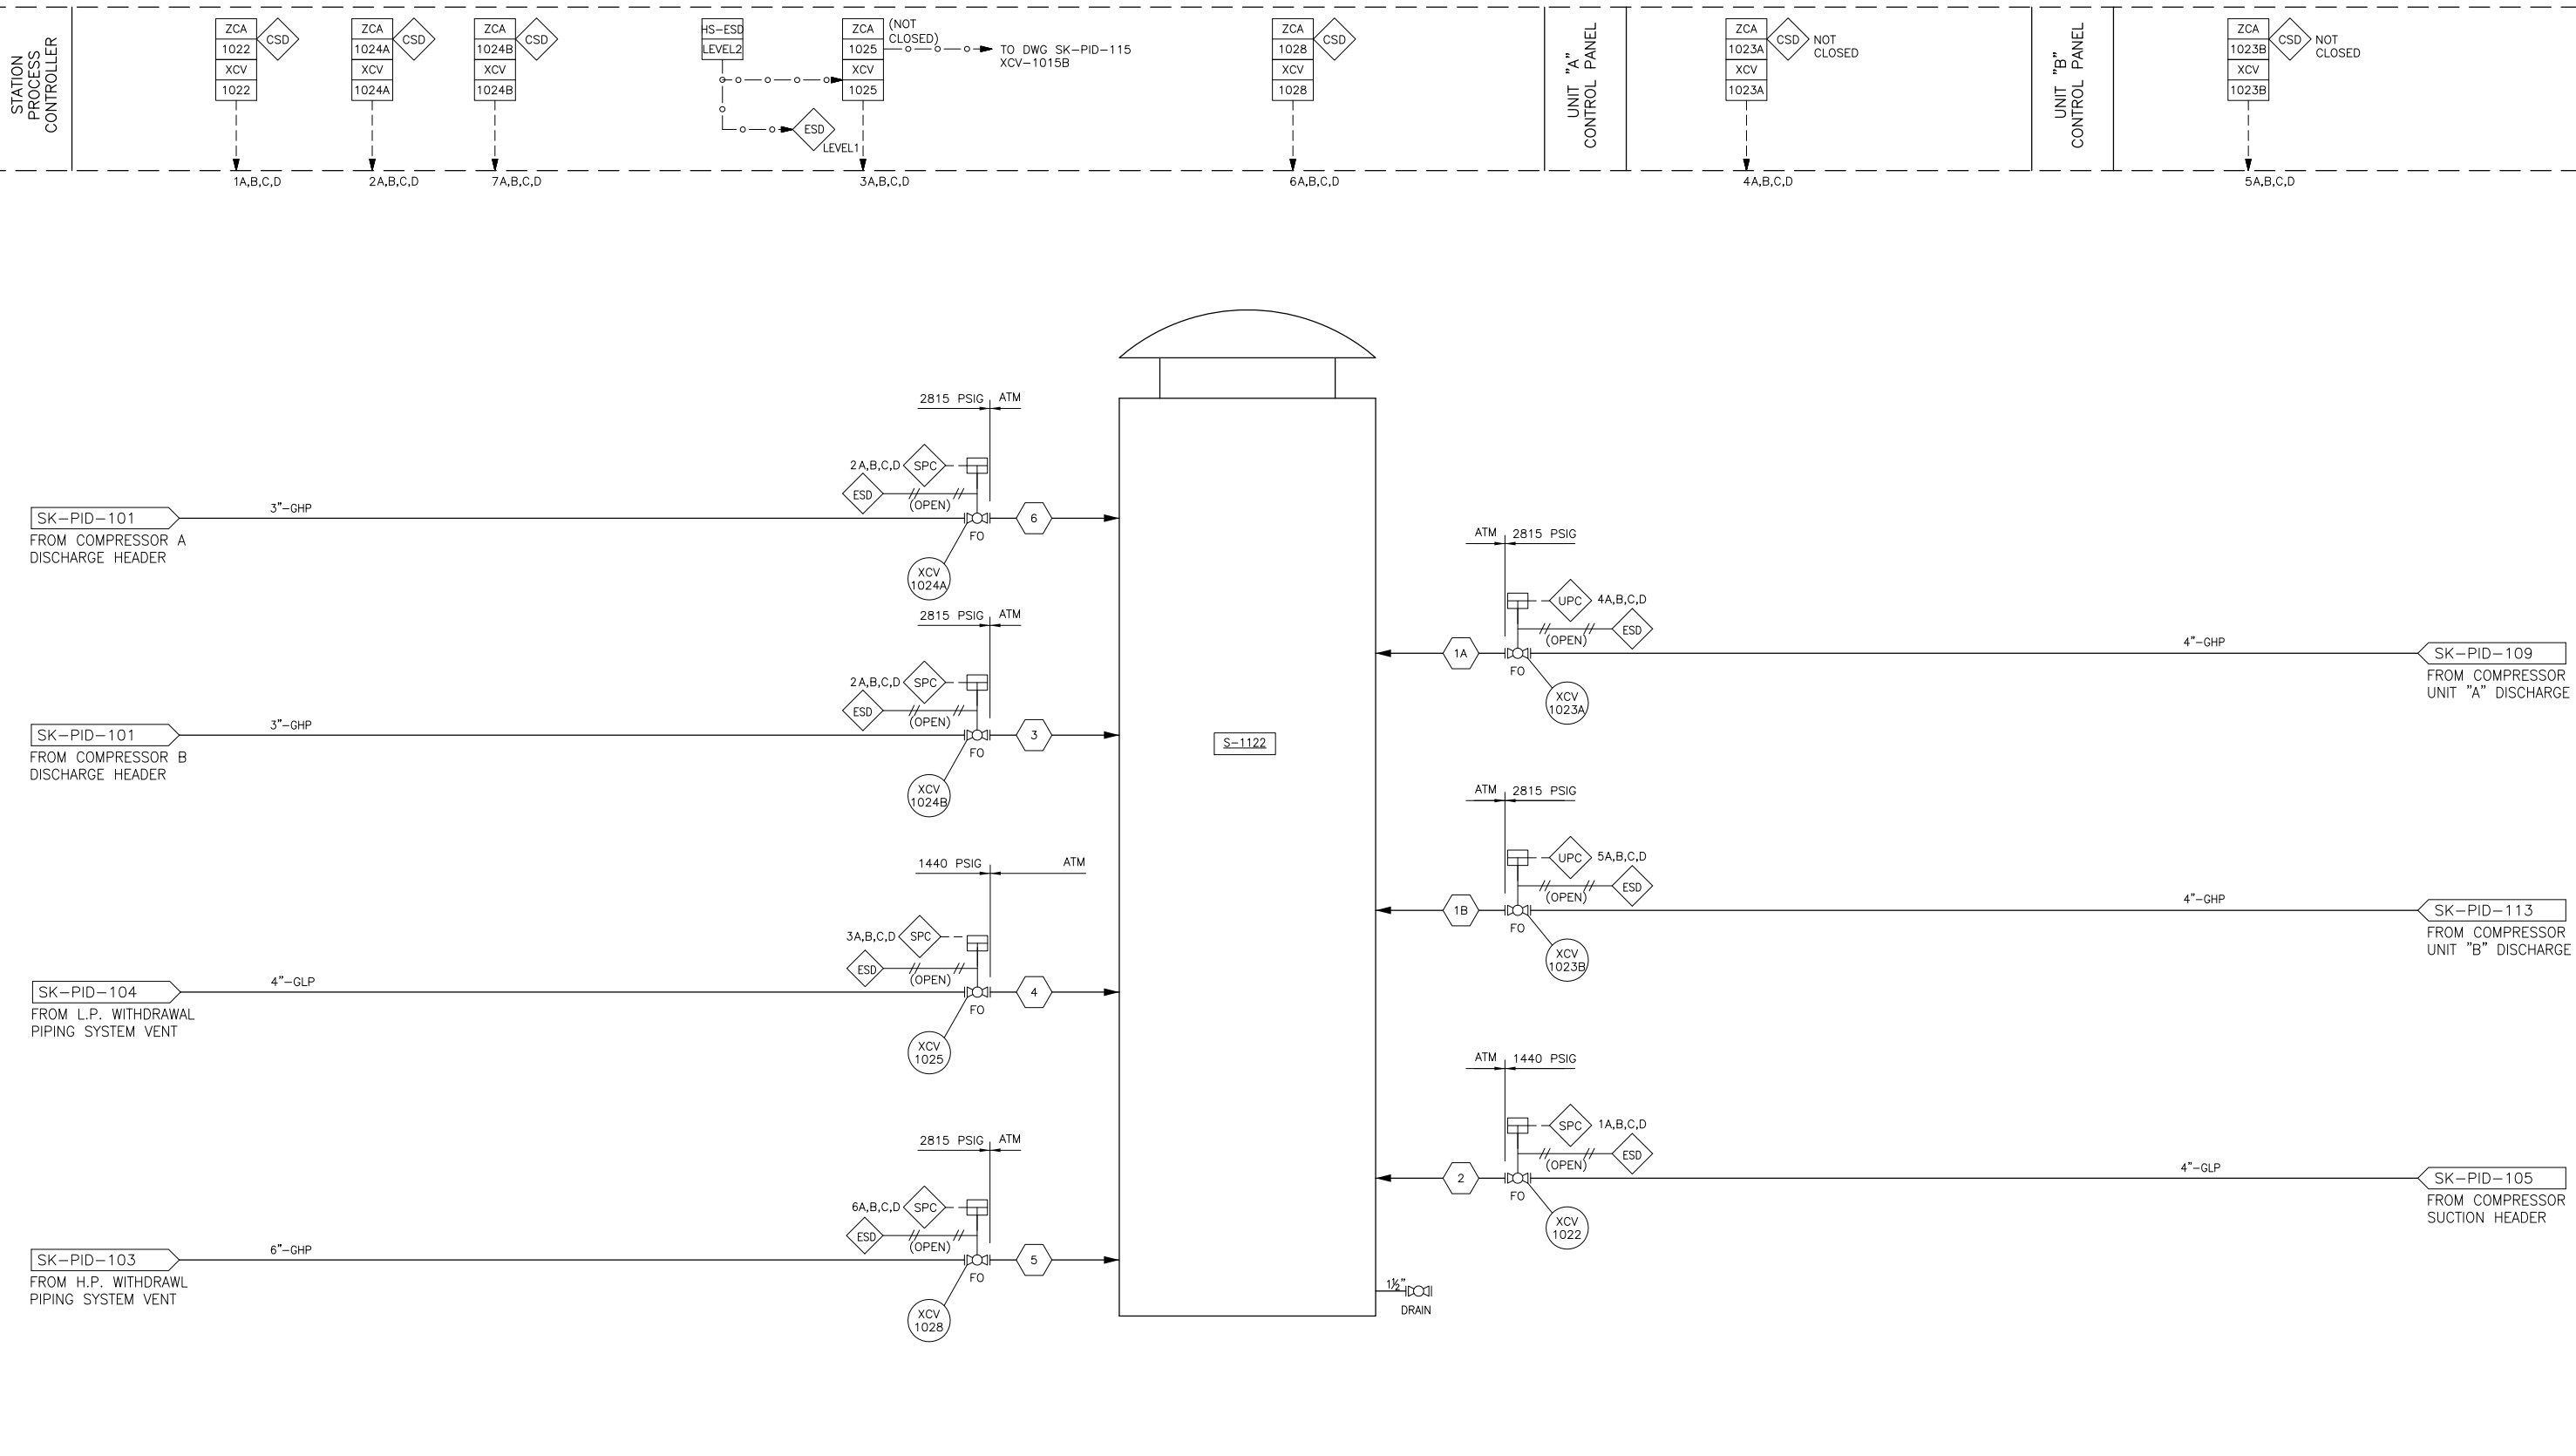 STATION
PROCESS
CONTROLLER
ZCA
1022
XCV
1022
CSD
1A,B,C,D
ZCA
1024A
XCV
1024A
CSD
2A,B,C,D
ZCA
1024B
XCV
1024B
CSD
7A,B,C,D
HS-ESD
LEVEL2
ESD
LEVEL1
ZCA
1025
XCV
1025
(NOT
CLOSED)
TO DWG SK-PID-115
XCV-1015B
3A,B,C,D
ZCA
1028
XCV
1028
CSD
6A,B,C,D
UNIT "A"
CONTROL PANEL
ZCA
1023A
XCV
1023A
CSD
NOT
CLOSED
4A,B,C,D
UNIT "B"
CONTROL PANEL
ZCA
1023B
XCV
1023B
CSD
NOT
CLOSED
5A,B,C,D
2815 PSIG ATM
2A,B,C,D SPC
ESD
(OPEN)
SK-PID-101
3"-GHP
6
FO
FROM COMPRESSOR A
DISCHARGE HEADER
XCV
1024A
2815 PSIG ATM
2A,B,C,D SPC
ESD
(OPEN)
SK-PID-101
3"-GHP
3
FO
FROM COMPRESSOR B
DISCHARGE HEADER
XCV
1024B
1440 PSIG ATM
3A,B,C,D SPC
ESD
(OPEN)
SK-PID-104
4"-GLP
4
FO
FROM L.P. WITHDRAWAL
PIPING SYSTEM VENT
XCV
1025
2815 PSIG ATM
6A,B,C,D SPC
ESD
(OPEN)
SK-PID-103
6"-GHP
5
FO
FROM H.P. WITHDRAWL
PIPING SYSTEM VENT
XCV
1028
S-1122
ATM 2815 PSIG
UPC 4A,B,C,D
ESD
(OPEN)
1A
FO
4"-GHP
SK-PID-109
FROM COMPRESSOR
UNIT "A" DISCHARGE
XCV
1023A
ATM 2815 PSIG
UPC 5A,B,C,D
ESD
(OPEN)
1B
FO
4"-GHP
SK-PID-113
FROM COMPRESSOR
UNIT "B" DISCHARGE
XCV
1023B
ATM 1440 PSIG
SPC 1A,B,C,D
ESD
(OPEN)
2
FO
4"-GLP
SK-PID-105
FROM COMPRESSOR
SUCTION HEADER
XCV
1022
1½"
DRAIN